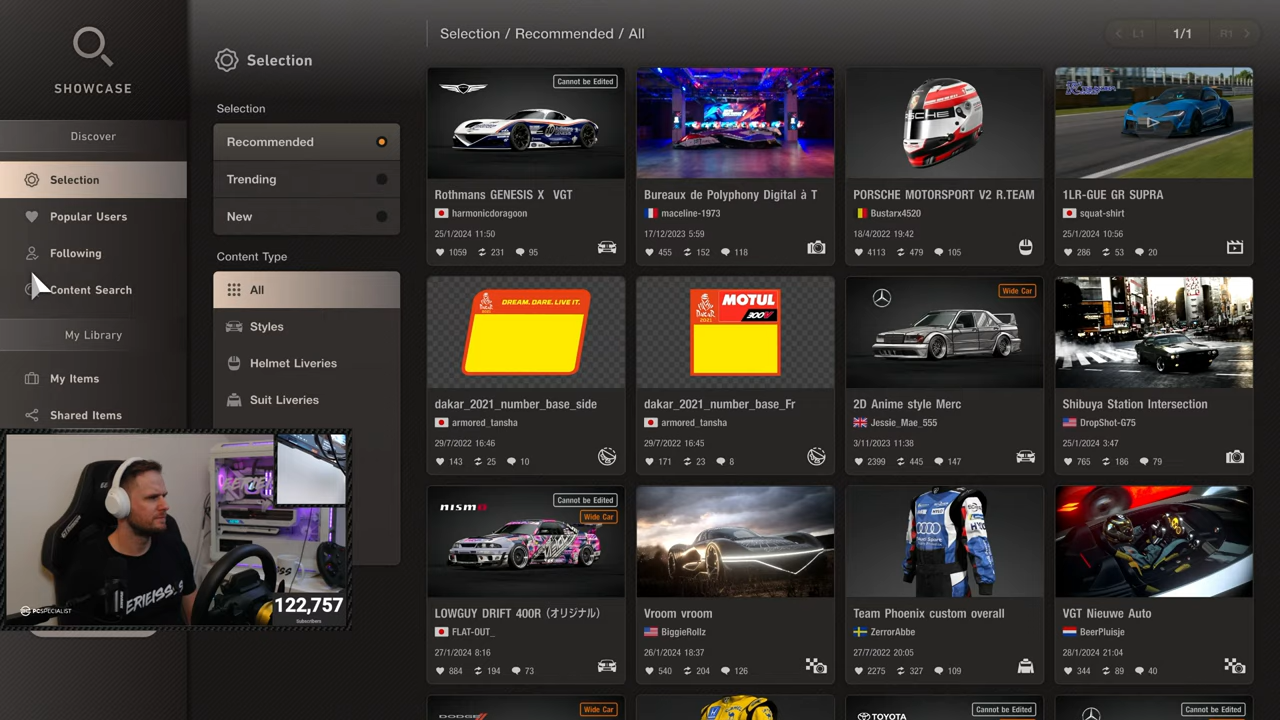 SHOWCASE
Discover
Selection
Popular Users
Following
Content Search
My Library
My Items
Shared Items
Selection
Selection
Recommended
Trending
New
Content Type
All
Styles
Helmet Liveries
Suit Liveries
Selection / Recommended / All
L1 1/1 R1
Cannot be Edited
Rothmans GENESIS X VGT
harmonicdoragoon
25/1/2024 11:50
1059 231 95
Bureaux de Polyphony Digital à T
maceline-1973
17/12/2023 5:59
455 152 118
PORSCHE MOTORSPORT V2 R.TEAM
Bustarx4520
18/4/2022 19:42
4113 479 105
1LR-GUE GR SUPRA
squat-shirt
25/1/2024 10:56
286 53 20
DREAM. DARE. LIVE IT.
dakar_2021_number_base_side
armored_tansha
29/7/2022 16:46
143 25 10
MOTUL
300V
DAKAR
2021
dakar_2021_number_base_Fr
armored_tansha
29/7/2022 16:45
171 23 8
Wide Car
2D Anime style Merc
Jessie_Mae_555
3/11/2023 11:38
2399 445 147
Shibuya Station Intersection
DropShot-G75
25/1/2024 3:47
765 186 79
nismo
Cannot be Edited
Wide Car
LOWGUY DRIFT 400R（オリジナル）
FLAT-OUT_
27/1/2024 8:16
884 194 73
Vroom vroom
BiggieRollz
26/1/2024 18:37
540 204 126
Team Phoenix custom overall
ZerrorAbbe
27/7/2022 20:05
2275 327 109
VGT Nieuwe Auto
BeerPluisje
28/1/2024 21:04
344 89 40
DODGE
Wide Car
TOYOTA
Cannot be Edited
Cannot be Edited
PCSPECIALIST
122,757
Subscribers